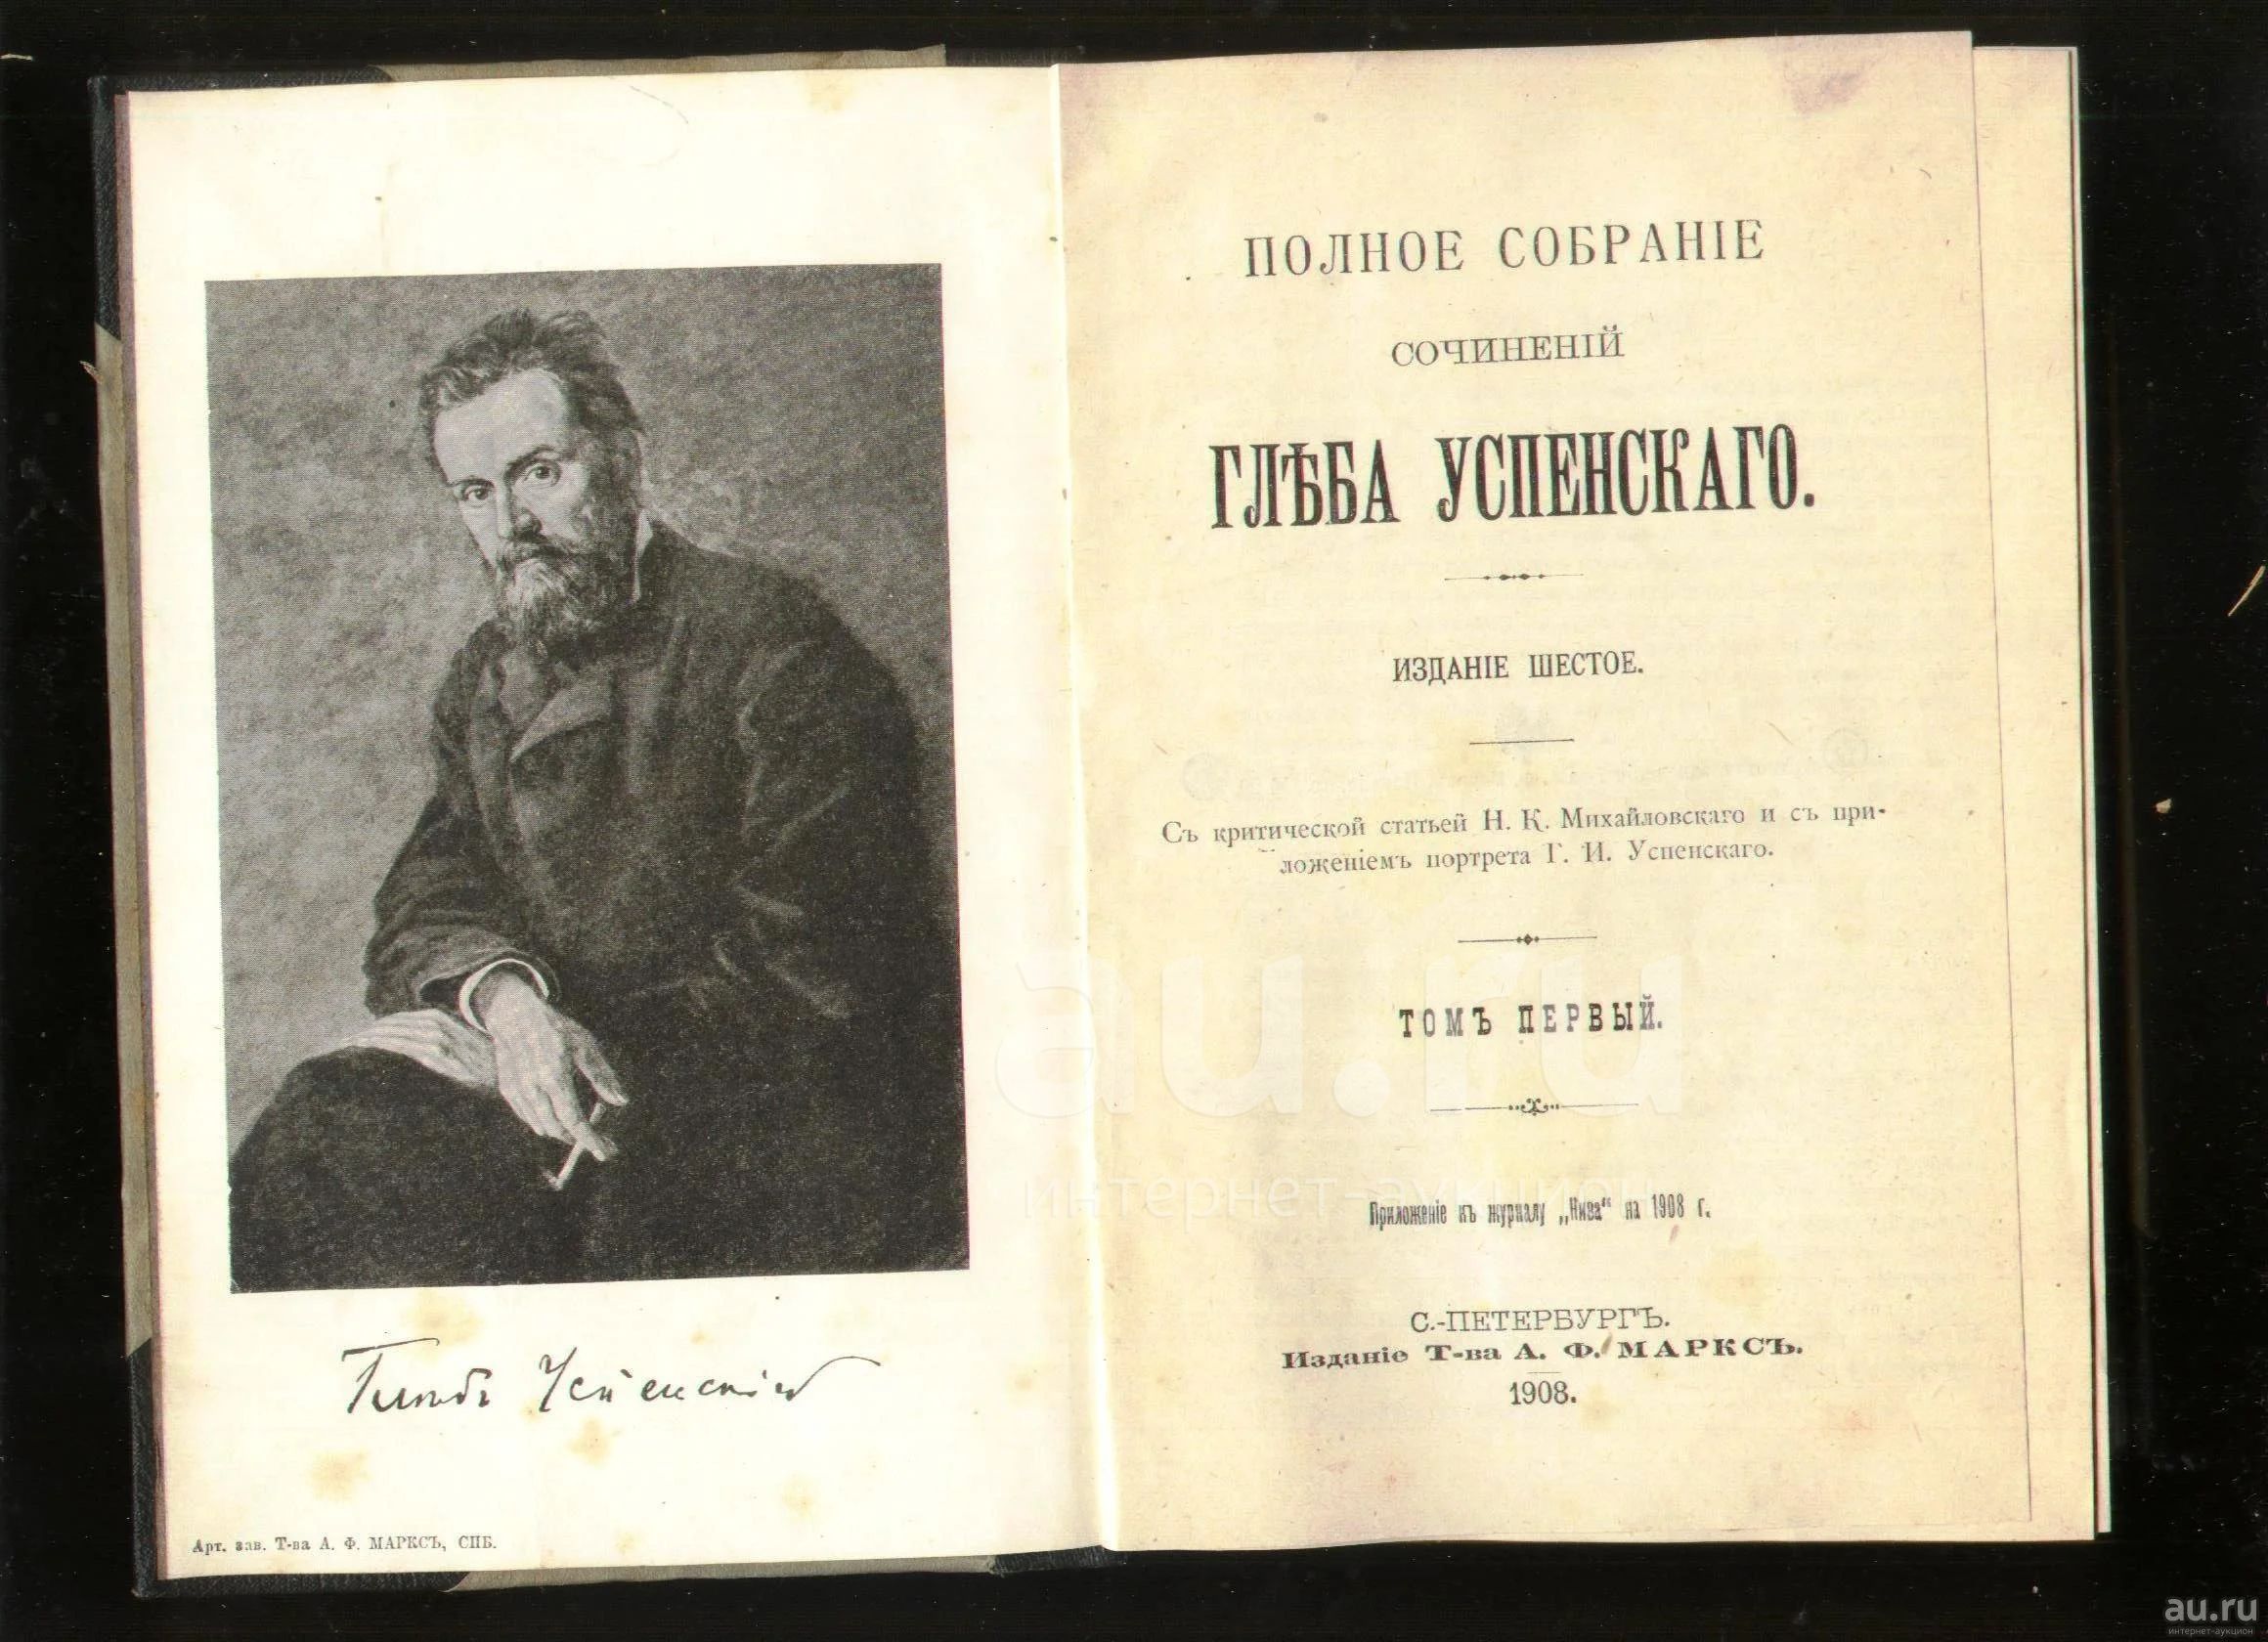 Глѣбъ Успенскій
Арт. зав. Т-ва А. Ф. МАРКСЪ, СПБ.
ПОЛНОЕ СОБРАНІЕ
СОЧИНЕНІЙ
ГЛѢБА УСПЕНСКАГО.
ИЗДАНІЕ ШЕСТОЕ.
Съ критической статьей Н. К. Михайловскаго и съ при-
ложеніемъ портрета Г. И. Успенскаго.
ТОМЪ ПЕРВЫЙ.
Приложеніе къ журналу „Нива“ на 1908 г.
С.-ПЕТЕРБУРГЪ.
Изданіе Т-ва А. Ф. МАРКСЪ.
1908.
au.ru
интернет-аукцион
au.ru
интернет-аукцион